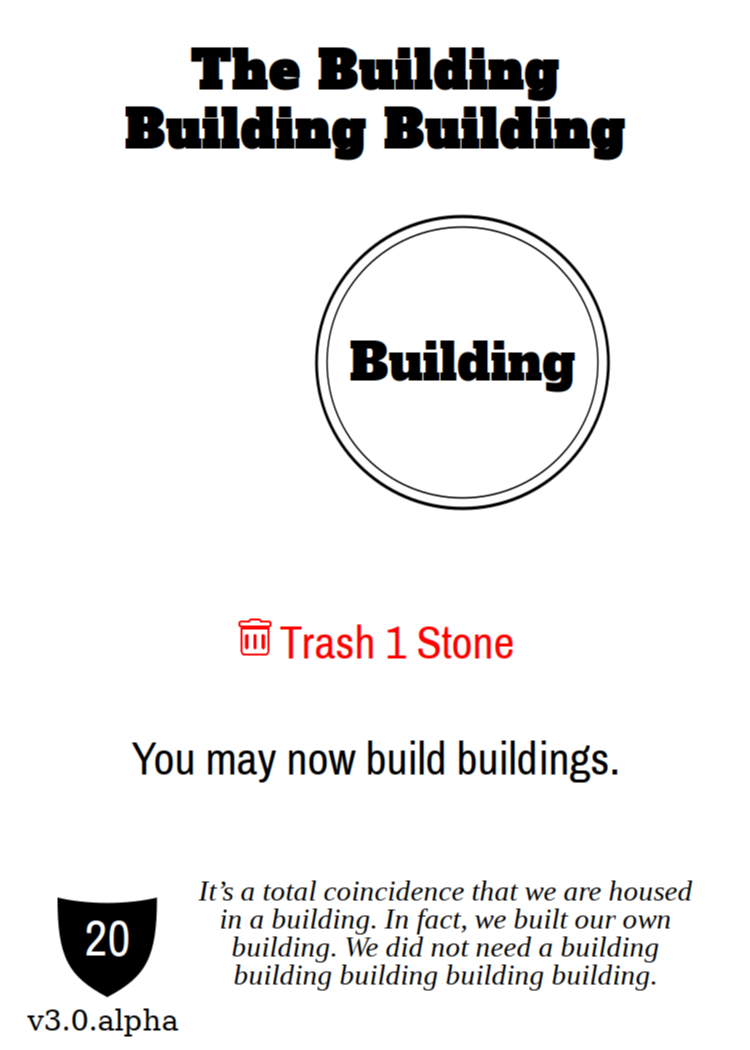 The Building
Building Building
Building
Trash 1 Stone
You may now build buildings.
It’s a total coincidence that we are housed
in a building. In fact, we built our own
building. We did not need a building
building building building building.
20
v3.0.alpha